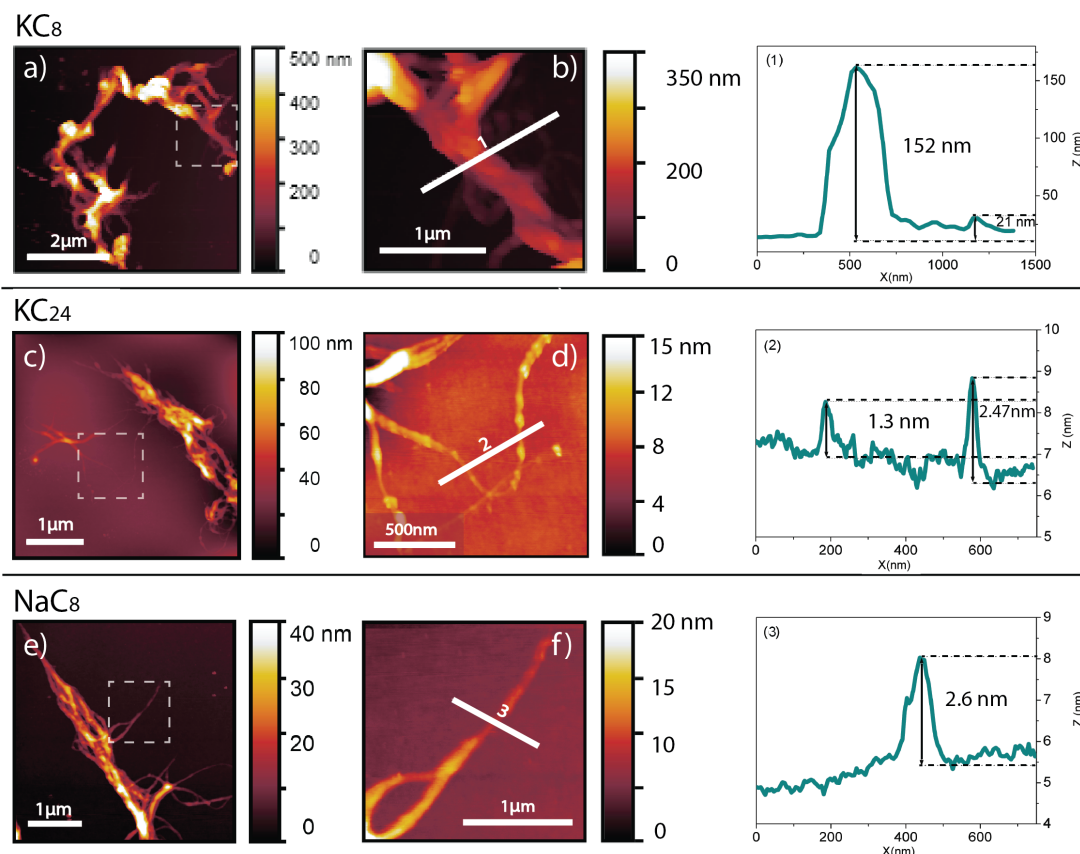 KC8
a)
2μm
500 nm
400
300
200
0
b)
1
1μm
350 nm
200
0
(1)
152 nm
21 nm
150
100
50
Z (nm)
0
500
1000
1500
X(nm)
KC24
c)
1μm
100 nm
80
60
40
0
d)
2
500nm
15 nm
12
8
4
0
(2)
1.3 nm
2.47nm
10
9
8
7
6
5
Z (nm)
0
200
400
600
X(nm)
NaC8
e)
1μm
40 nm
30
20
0
f)
3
1μm
20 nm
15
10
0
(3)
2.6 nm
9
8
7
6
5
4
Z (nm)
0
200
400
600
X(nm)